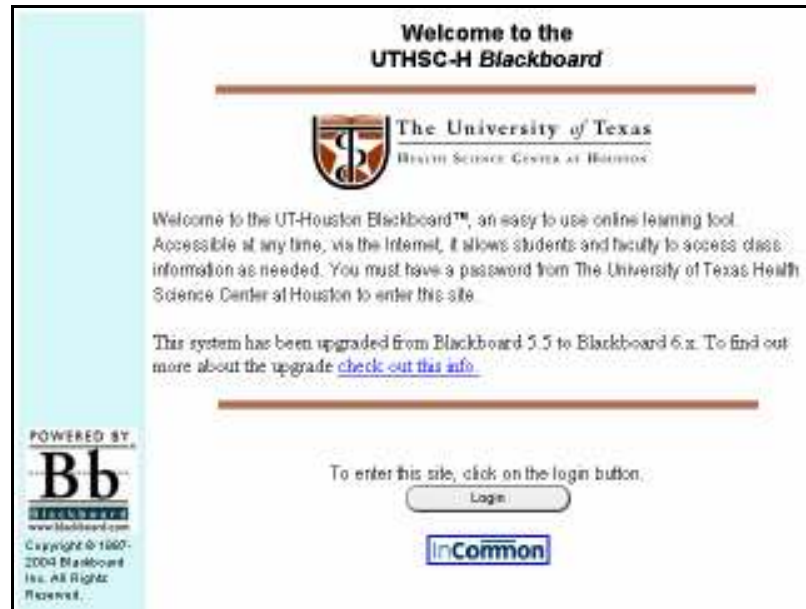 Welcome to the
UTHSC-H Blackboard
The University of Texas
Health Science Center at Houston
Welcome to the UT-Houston Blackboard™, an easy to use online learning tool.
Accessible at any time, via the Internet, it allows students and faculty to access class
information as needed. You must have a password from The University of Texas Health
Science Center at Houston to enter this site.
This system has been upgraded from Blackboard 5.5 to Blackboard 6.x. To find out
more about the upgrade check out this info.
POWERED BY
Bb
Blackboard
www.blackboard.com
Copyright © 1997-
2004 Blackboard
Inc. All Rights
Reserved.
To enter this site, click on the login button.
Login
InCommon